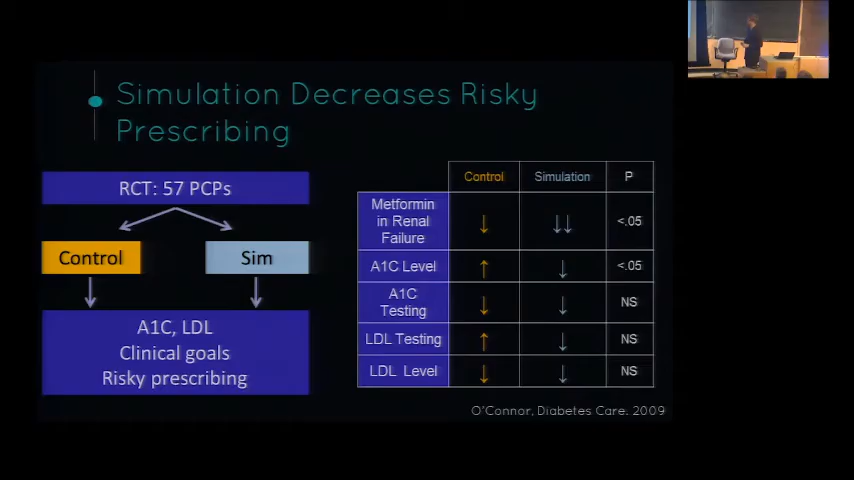 Simulation Decreases Risky
Prescribing
RCT: 57 PCPs
Control
Sim
A1C, LDL
Clinical goals
Risky prescribing
Control Simulation P
Metformin
in Renal
Failure
↓ ↓↓ <.05
A1C Level ↑ ↓ <.05
A1C
Testing
↓ ↓ NS
LDL Testing ↑ ↓ NS
LDL Level ↓ ↓ NS
O'Connor, Diabetes Care. 2009